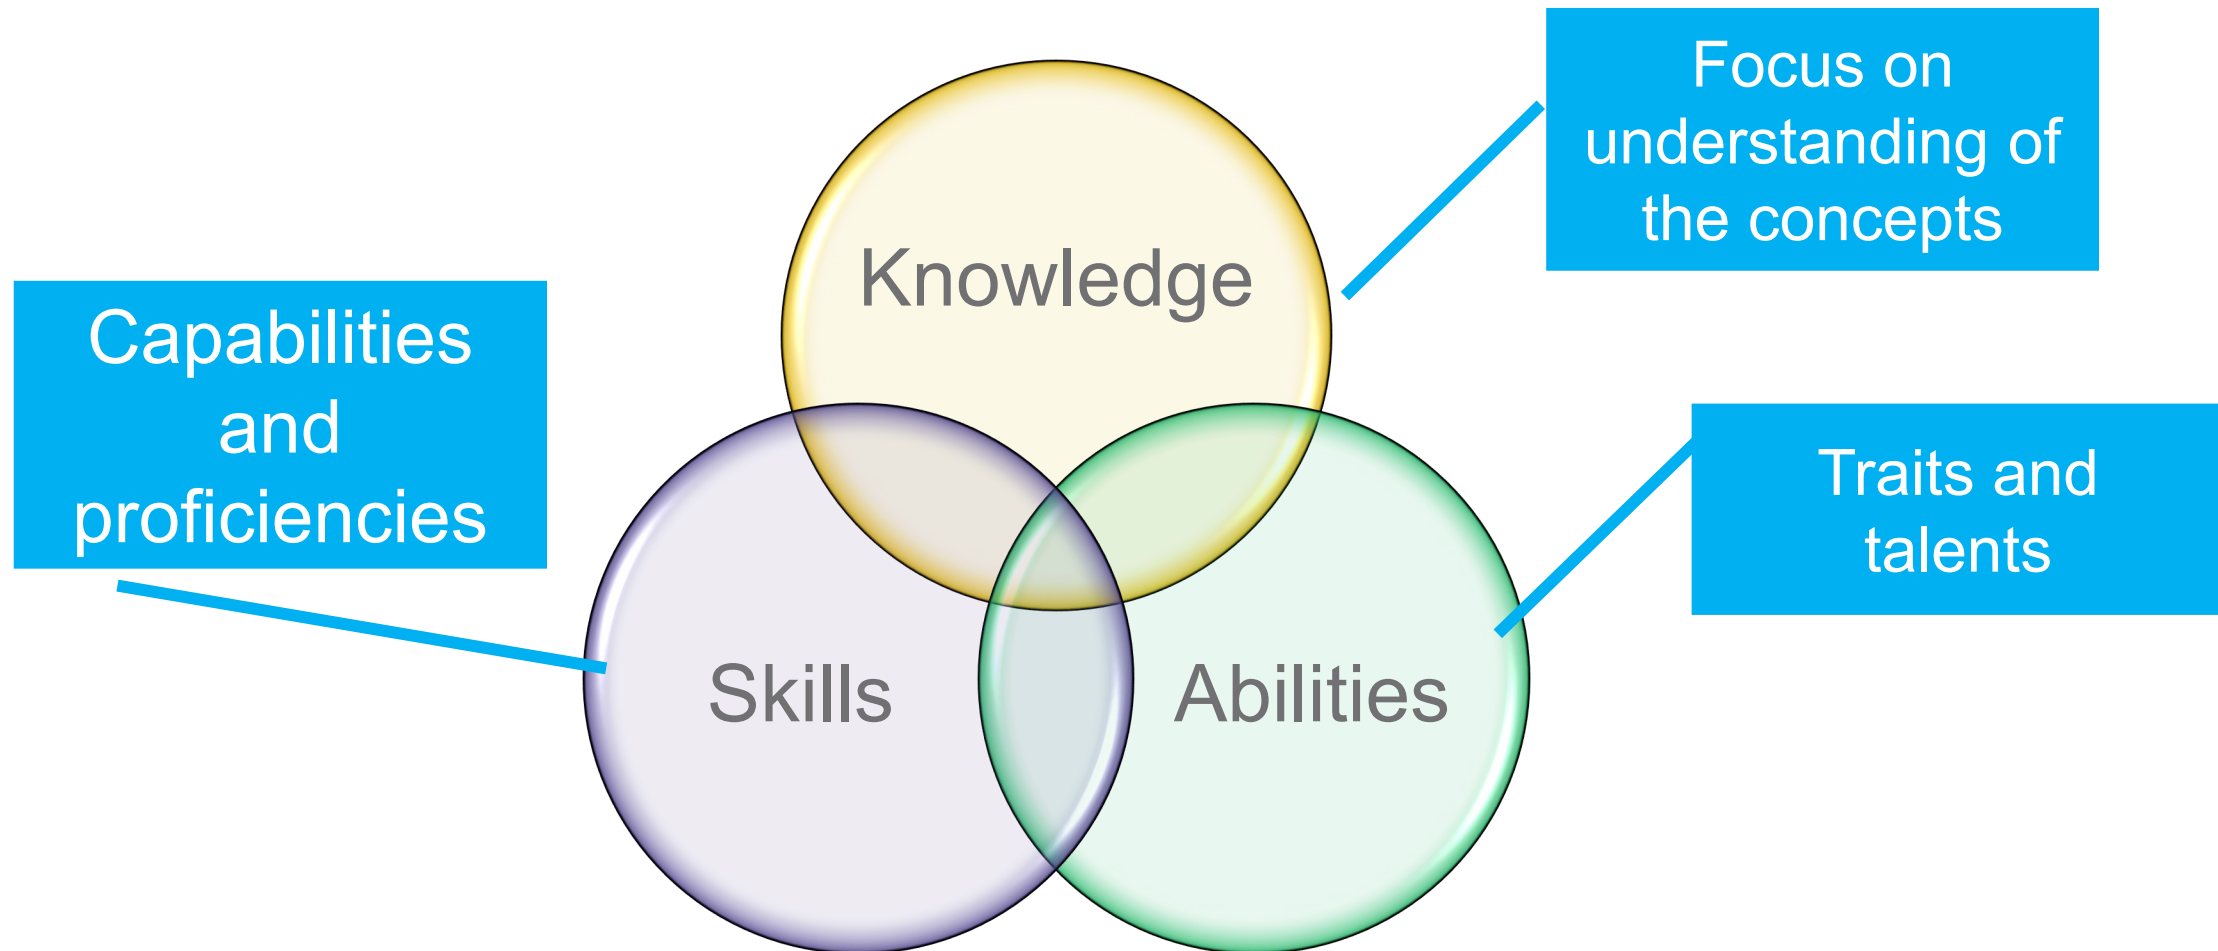 Focus on
understanding of
the concepts
Knowledge
Capabilities
and
proficiencies
Traits and
talents
Skills
Abilities